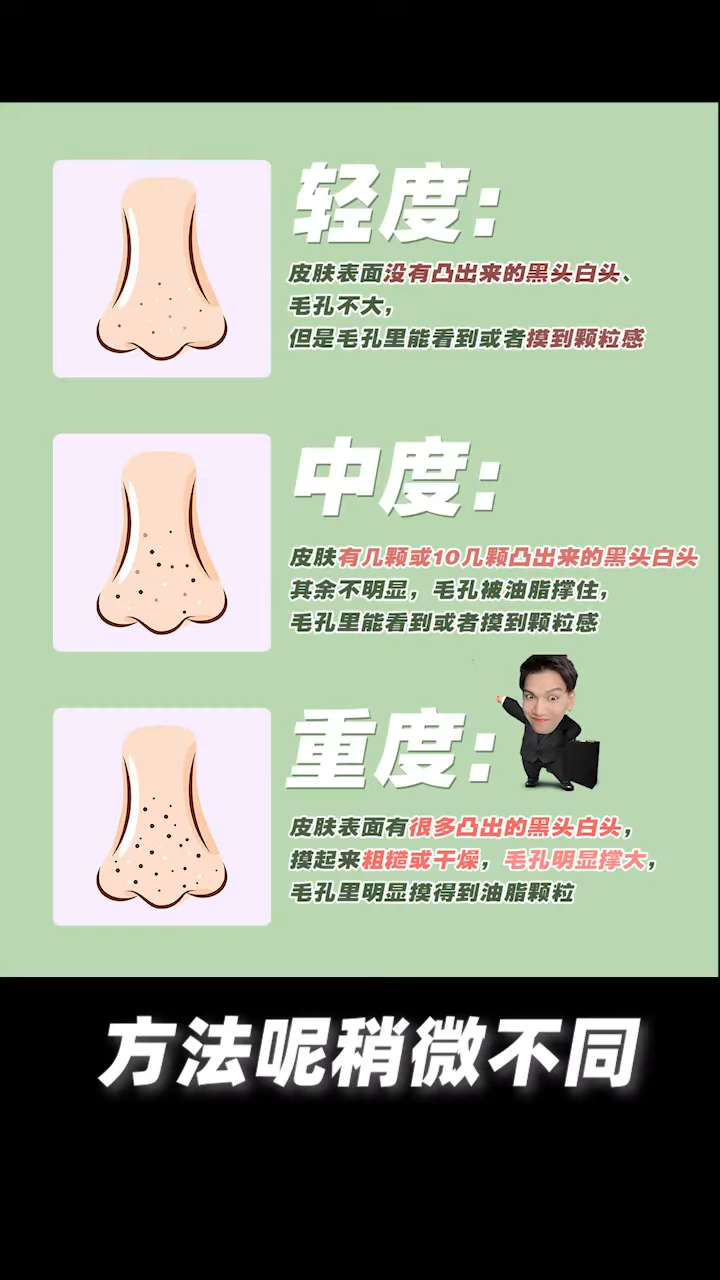 轻度:
皮肤表面没有凸出来的黑头白头、
毛孔不大,
但是毛孔里能看到或者摸到颗粒感
中度:
皮肤有几颗或10几颗凸出来的黑头白头
其余不明显，毛孔被油脂撑住,
毛孔里能看到或者摸到颗粒感
重度:
皮肤表面有很多凸出的黑头白头,
摸起来粗糙或干燥，毛孔明显撑大,
毛孔里明显摸得到油脂颗粒
方法呢稍微不同